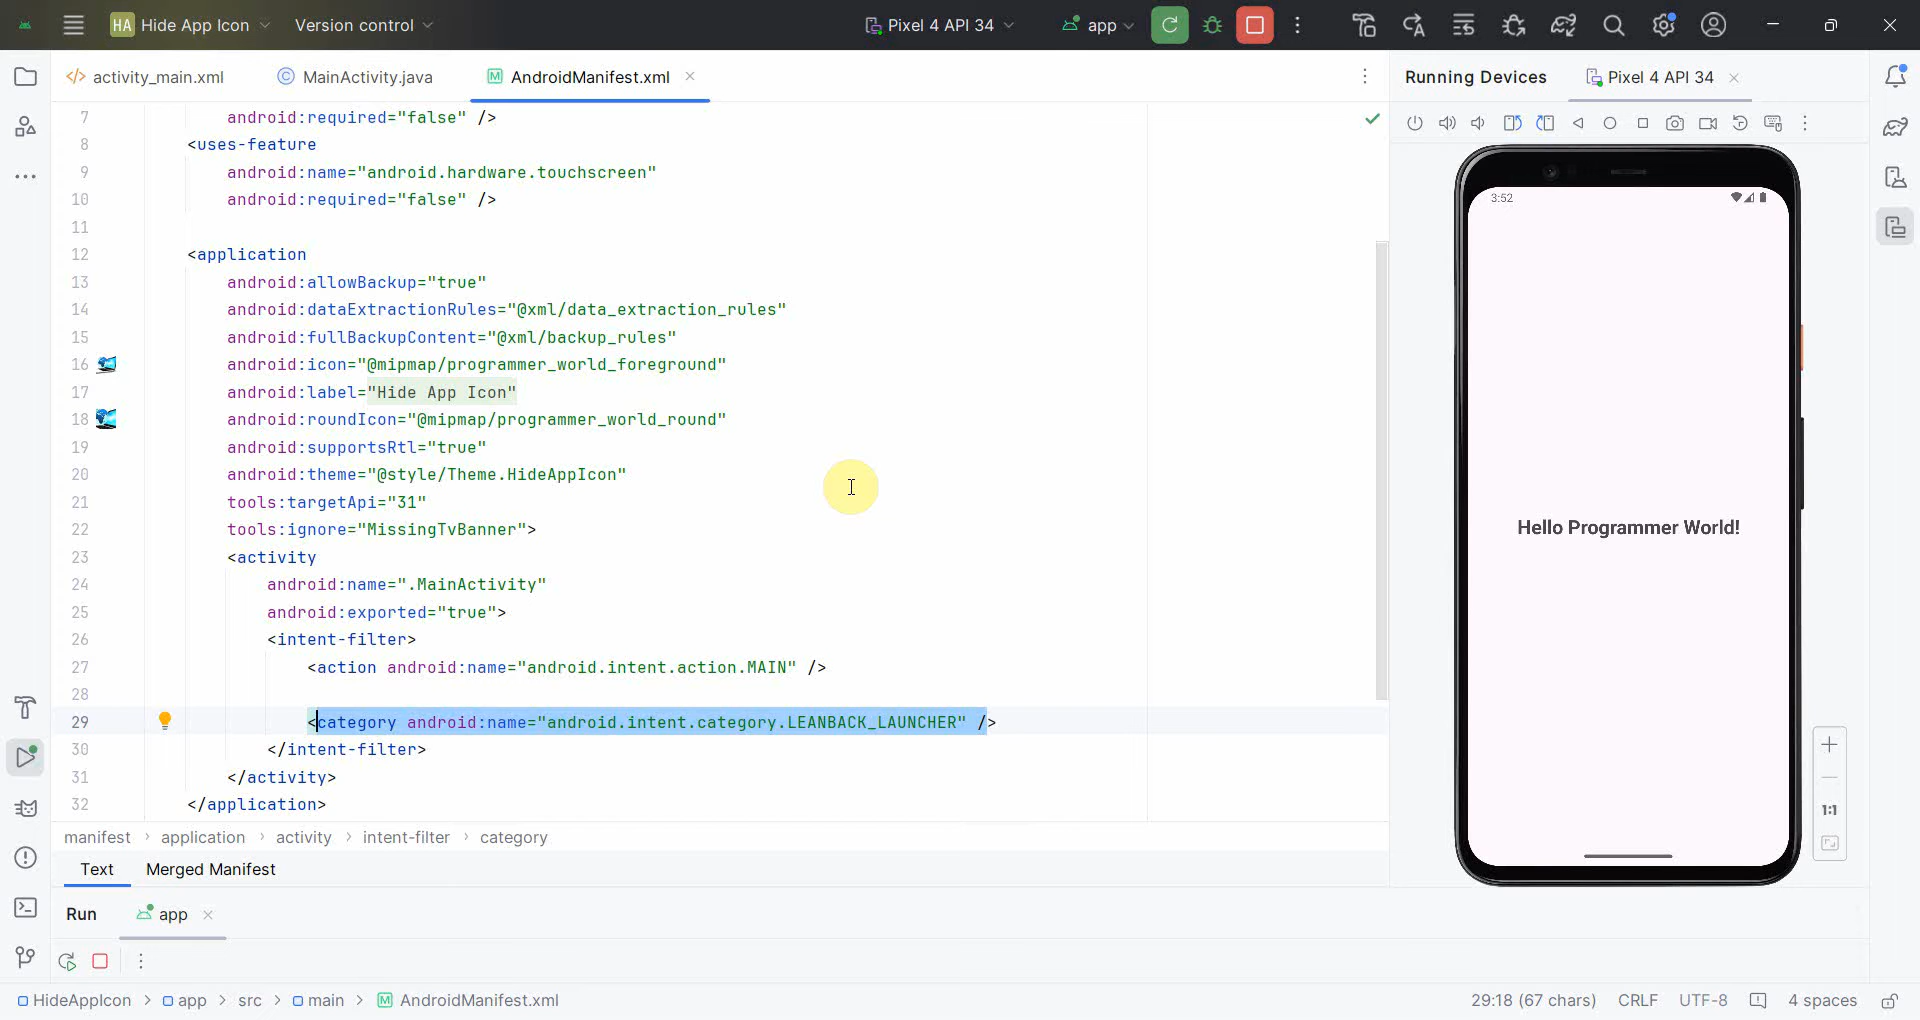 HA Hide App Icon Version control Pixel 4 API 34 app
activity_main.xml MainActivity.java AndroidManifest.xml Running Devices Pixel 4 API 34
7 android:required="false" />
8 <uses-feature
9 android:name="android.hardware.touchscreen"
10 android:required="false" />
11
12 <application
13 android:allowBackup="true"
14 android:dataExtractionRules="@xml/data_extraction_rules"
15 android:fullBackupContent="@xml/backup_rules"
16 android:icon="@mipmap/programmer_world_foreground"
17 android:label="Hide App Icon"
18 android:roundIcon="@mipmap/programmer_world_round"
19 android:supportsRtl="true"
20 android:theme="@style/Theme.HideAppIcon"
21 tools:targetApi="31"
22 tools:ignore="MissingTvBanner">
23 <activity
24 android:name=".MainActivity"
25 android:exported="true">
26 <intent-filter>
27 <action android:name="android.intent.action.MAIN" />
28
29 <category android:name="android.intent.category.LEANBACK_LAUNCHER" />
30 </intent-filter>
31 </activity>
32 </application>
3:52
Hello Programmer World!
1:1
manifest › application › activity › intent-filter › category
Text Merged Manifest
Run app
HideAppIcon > app > src > main > AndroidManifest.xml 29:18 (67 chars) CRLF UTF-8 4 spaces